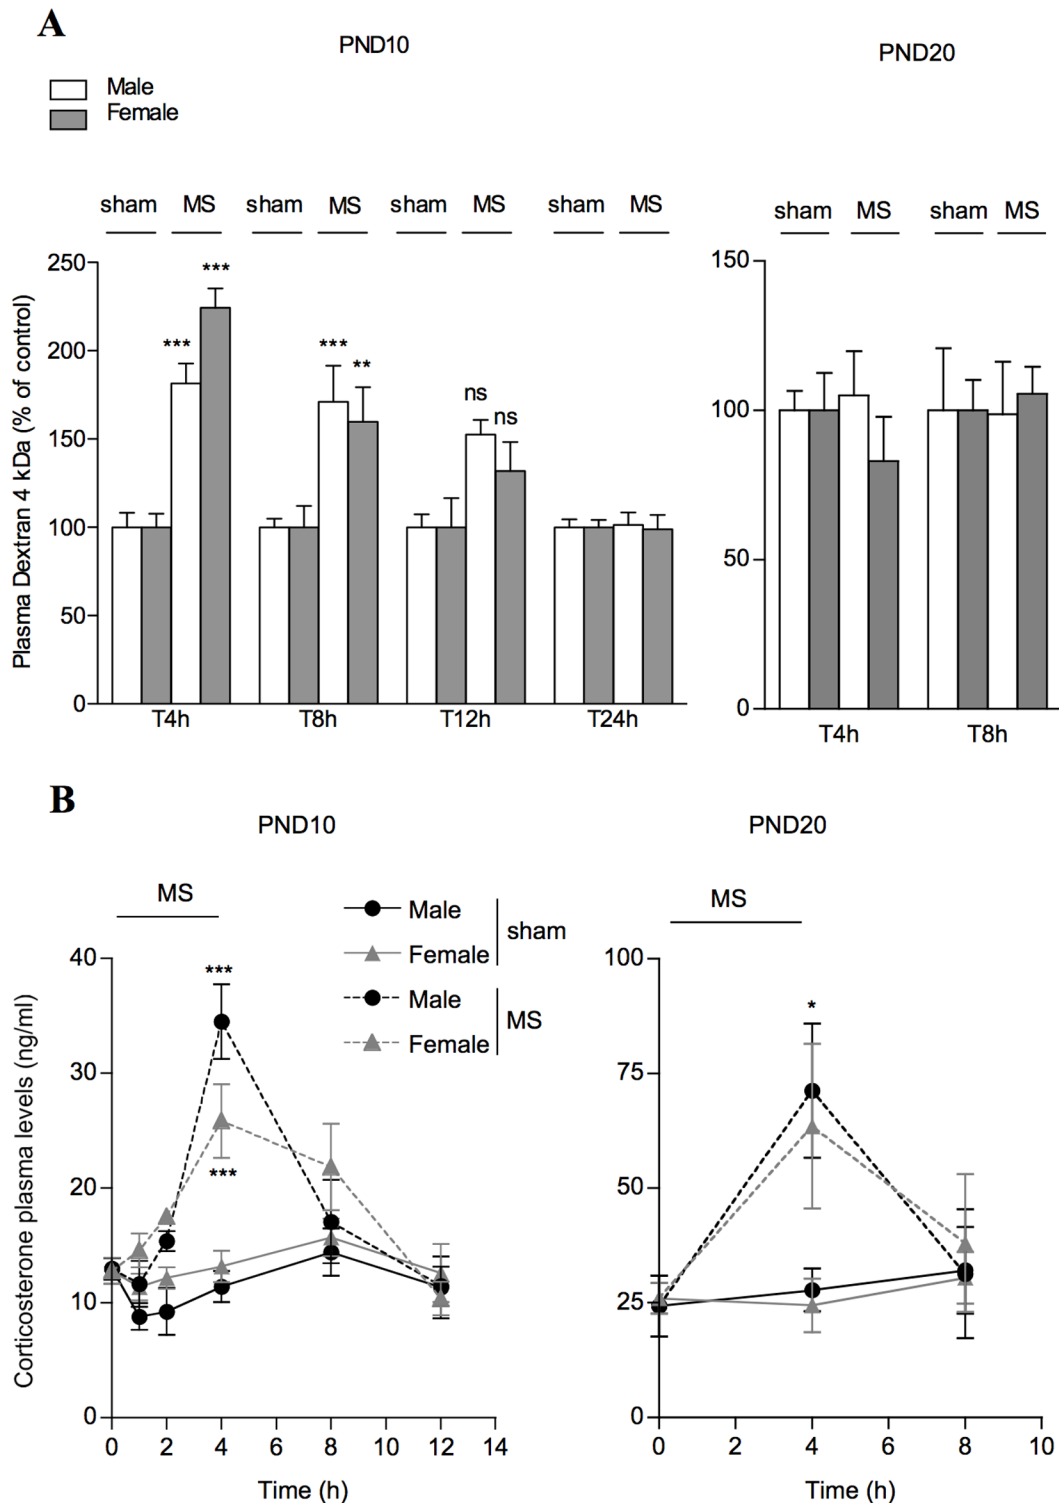 A
PND10
PND20
Male
Female
sham MS sham MS sham MS sham MS
sham MS sham MS
Plasma Dextran 4 kDa (% of control)
250
200
150
100
50
0
*** *** *** ** ns ns
T4h T8h T12h T24h
150
100
50
0
T4h T8h
B
PND10
PND20
MS
Male
Female
sham
Male
Female
MS
MS
Corticosterone plasma levels (ng/ml)
40
30
20
10
0
***
***
0 2 4 6 8 10 12 14
Time (h)
100
75
50
25
0
*
0 2 4 6 8 10
Time (h)